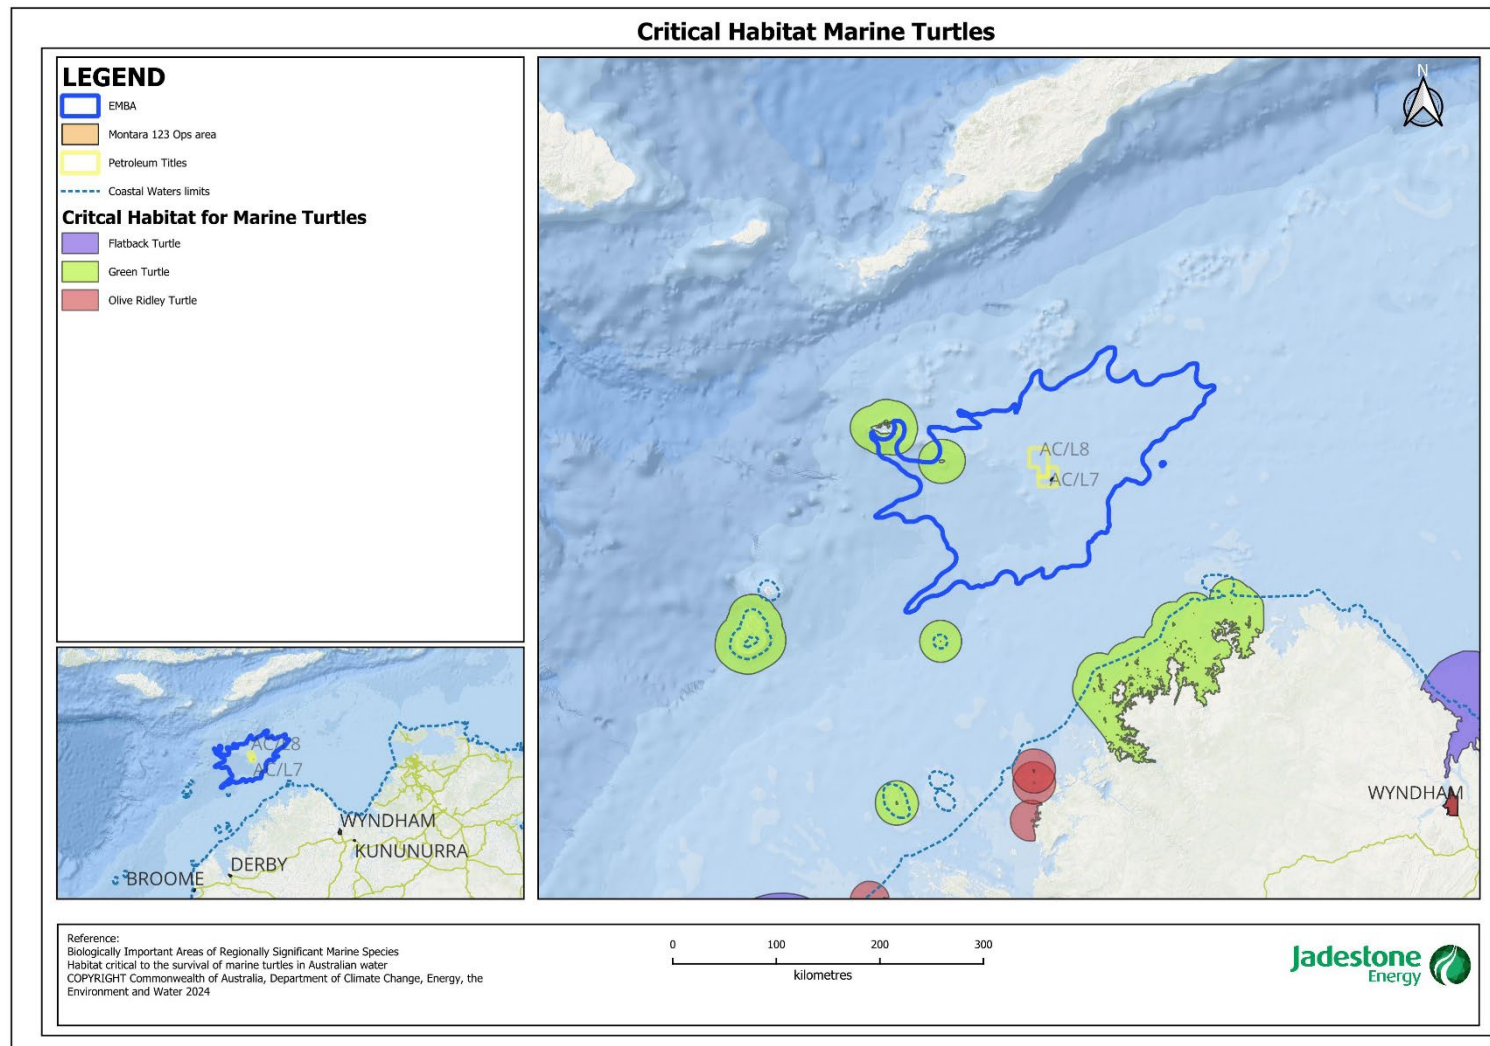 Critical Habitat Marine Turtles
LEGEND
EMBA
Montara 123 Ops area
Petroleum Titles
Coastal Waters limits
Critcal Habitat for Marine Turtles
Flatback Turtle
Green Turtle
Olive Ridley Turtle
N
AC/L8
AC/L7
WYNDHAM
AC/L8
AC/L7
WYNDHAM
KUNUNURRA
DERBY
BROOME
Reference:
Biologically Important Areas of Regionally Significant Marine Species
Habitat critical to the survival of marine turtles in Australian water
COPYRIGHT Commonwealth of Australia, Department of Climate Change, Energy, the
Environment and Water 2024
0 100 200 300
kilometres
Jadestone
Energy